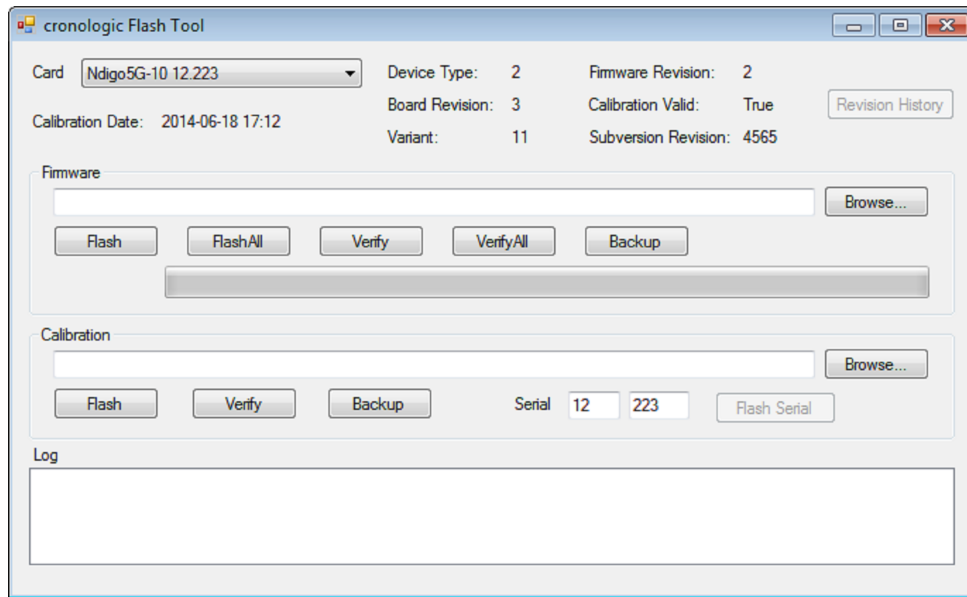 cronologic Flash Tool
Card Ndigo5G-10 12.223 Device Type: 2 Firmware Revision: 2
Board Revision: 3 Calibration Valid: True Revision History
Calibration Date: 2014-06-18 17:12
Variant: 11 Subversion Revision: 4565
Firmware
Browse...
Flash FlashAll Verify VerifyAll Backup
Calibration
Browse...
Flash Verify Backup Serial 12 223 Flash Serial
Log